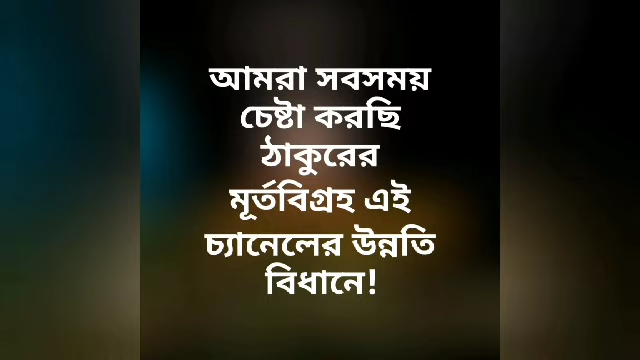 আমরা সবসময়
চেষ্টা করছি
ঠাকুরের
মূর্তবিগ্রহ এই
চ্যানেলের উন্নতি
বিধানে!